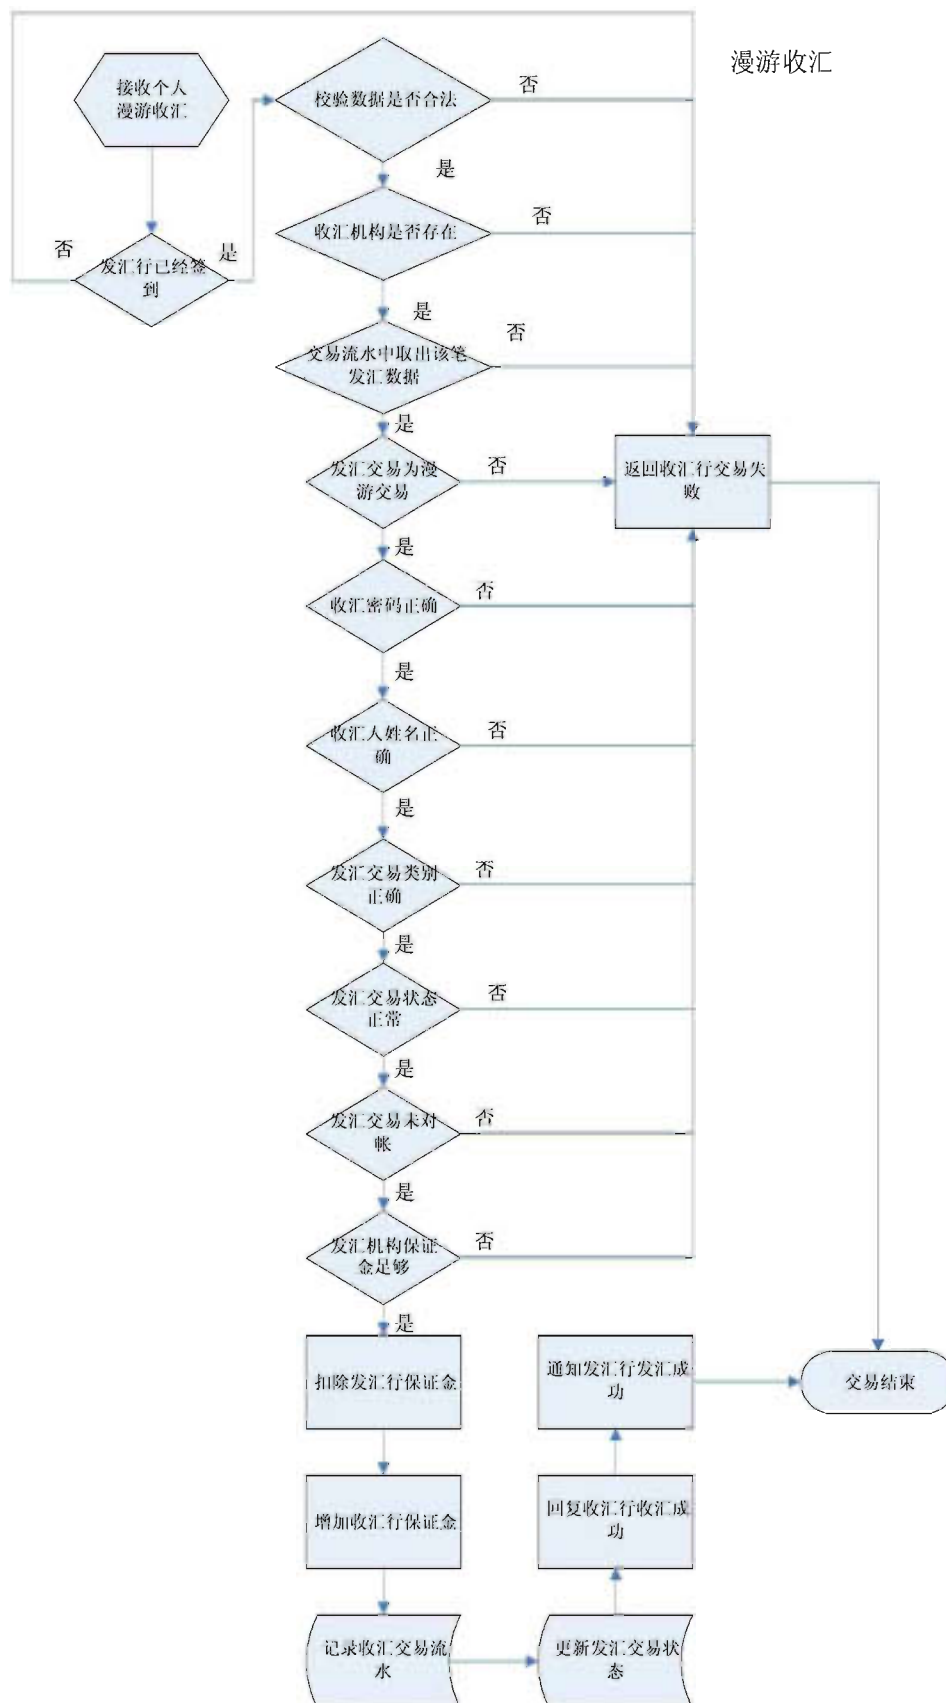 漫游收汇
接收个人
漫游收汇
校验数据是否合法
否
是
收汇机构是否存在
否
否
发汇行已经签
到
是
是
交易流水中取出该笔
发汇数据
否
是
发汇交易为漫游交易
否
返回收汇行交易失
败
是
收汇密码正确
否
是
收汇人姓名正
确
否
是
发汇交易类别
正确
否
是
发汇交易状态
正常
否
是
发汇交易未对
帐
否
是
发汇机构保证
金足够
否
是
扣除发汇行保证金
通知发汇行发汇成
功
交易结束
增加收汇行保证金
回复收汇行收汇成
功
记录收汇交易流
水
更新发汇交易状
态